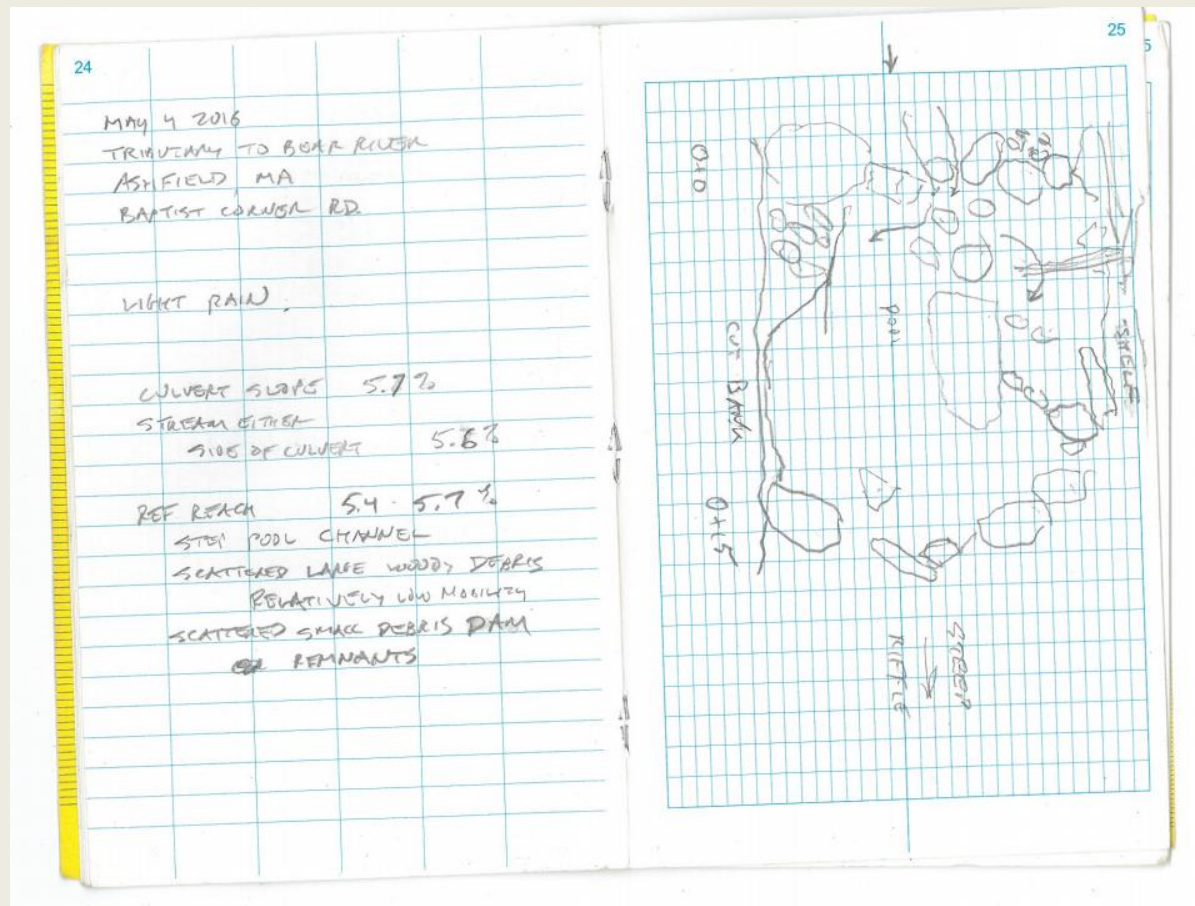 24
MAY 4 2016
TRIBUTARY TO BEAR RIVER
ASHFIELD, MA
BAPTIST CORNER RD.
LIGHT RAIN.
CULVERT SLOPE 5.7%
STREAM EITHER
SIDE OF CULVERT 5.6%
REF REACH 5.4 - 5.7%
STEP POOL CHANNEL
SCATTERED LARGE WOODY DEBRIS
RELATIVELY LOW MOBILITY
SCATTERED SMALL DEBRIS DAM
REMNANTS
25
0+0
POOL
SHELF
CUT BANK
0+15
STEEP
RIFFLE